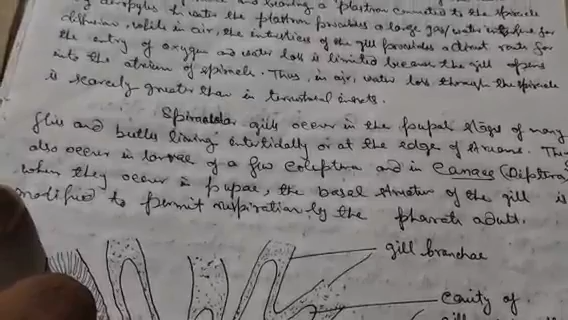 and bearing a plastron connected to the spiracle
by aeropyles. In water the plastron provides a large gas/water interface for
diffusion, while in air, the interstices of the gill provides a direct route for
the entry of oxygen and water loss is limited because the gill opens
into the atrium of spiracle. Thus, in air, water loss through the spiracle
is scarcely greater than in terrestrial insects.
Spiracular gills occur in the pupal stages of many
flies and beetles living intertidally or at the edge of streams. They
also occur in larvae of a few coleoptera and in Canace (Diptera)
when they occur in pupae, the basal structure of the gill is
modified to permit respiration by the pharate adult.
gill branchae
cavity of